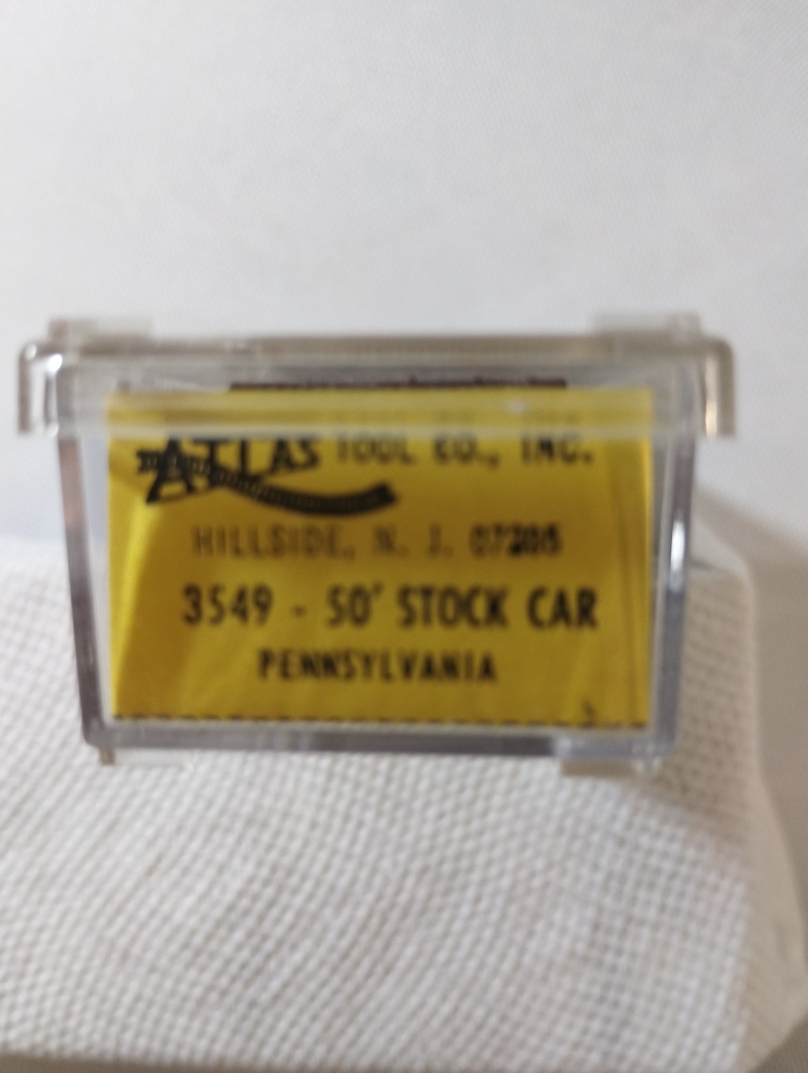 ATLAS TOOL CO., INC.
HILLSIDE, N. J. 07205
3549 - 50' STOCK CAR
PENNSYLVANIA